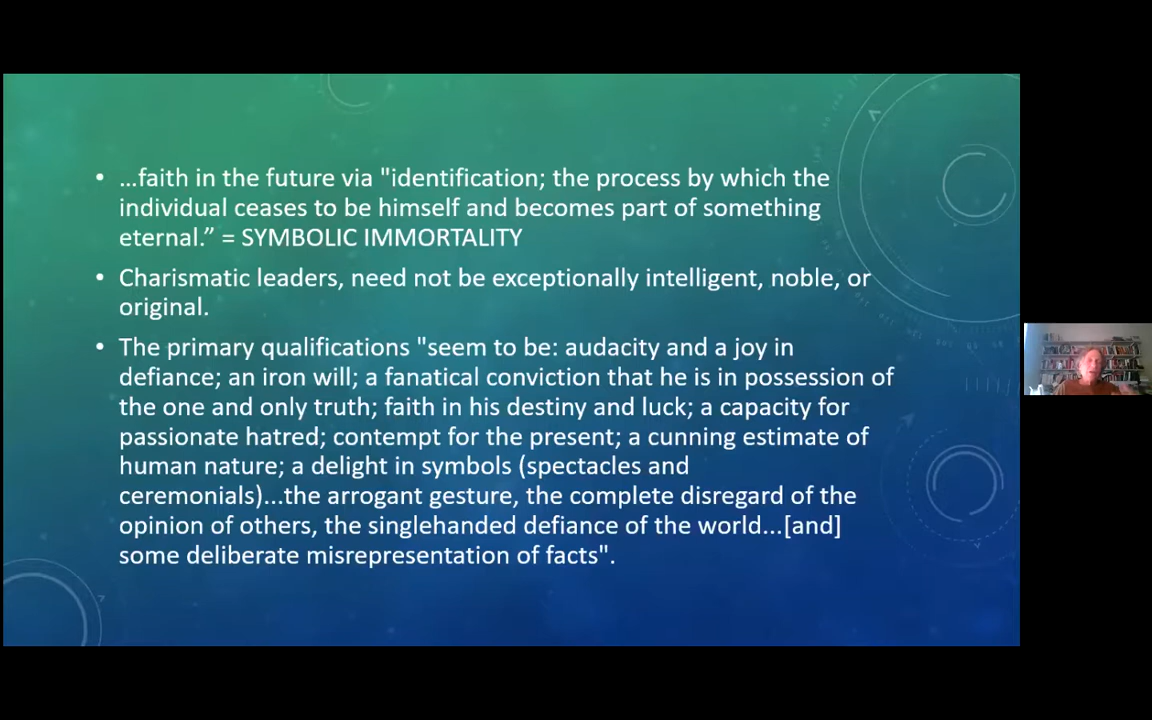 • …faith in the future via "identification; the process by which the
individual ceases to be himself and becomes part of something
eternal.” = SYMBOLIC IMMORTALITY
• Charismatic leaders, need not be exceptionally intelligent, noble, or
original.
• The primary qualifications "seem to be: audacity and a joy in
defiance; an iron will; a fanatical conviction that he is in possession of
the one and only truth; faith in his destiny and luck; a capacity for
passionate hatred; contempt for the present; a cunning estimate of
human nature; a delight in symbols (spectacles and
ceremonials)...the arrogant gesture, the complete disregard of the
opinion of others, the singlehanded defiance of the world...[and]
some deliberate misrepresentation of facts".